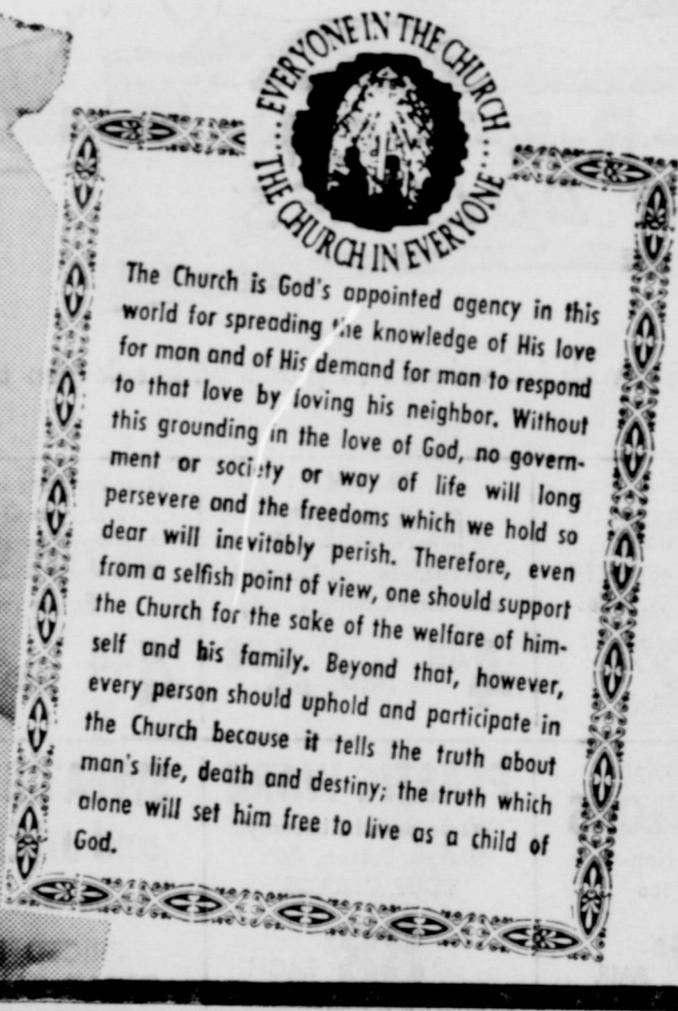 ....EVERYONE IN THE CHURCH....
THE CHURCH IN EVERYONE
The Church is God's appointed agency in this
world for spreading the knowledge of His love
for man and of His demand for man to respond
to that love by loving his neighbor. Without
this grounding in the love of God, no govern-
ment or society or way of life will long
persevere and the freedoms which we hold so
dear will inevitably perish. Therefore, even
from a selfish point of view, one should support
the Church for the sake of the welfare of him-
self and his family. Beyond that, however,
every person should uphold and participate in
the Church because it tells the truth about
man's life, death and destiny; the truth which
alone will set him free to live as a child of
God.